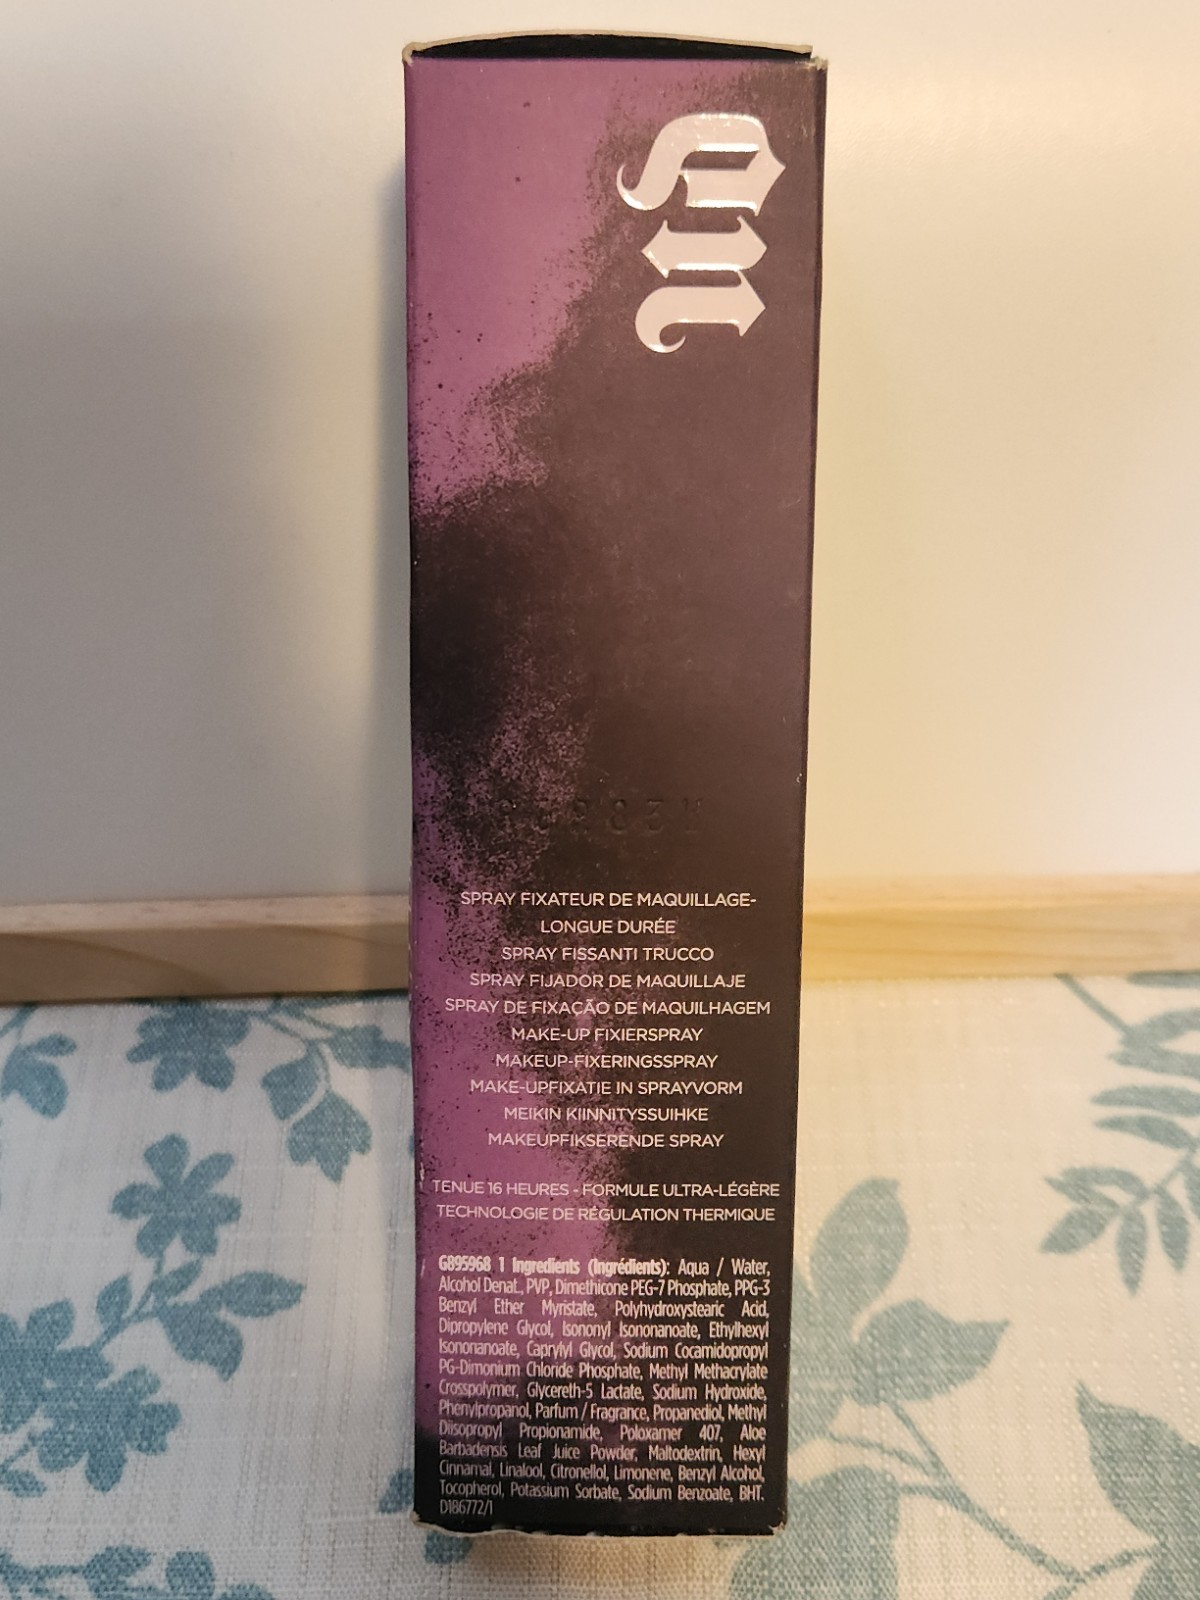 UD
SPRAY FIXATEUR DE MAQUILLAGE-
LONGUE DURÉE
SPRAY FISSANTI TRUCCO
SPRAY FIJADOR DE MAQUILLAJE
SPRAY DE FIXAÇÃO DE MAQUILHAGEM
MAKE-UP FIXIERSPRAY
MAKEUP-FIXERINGSSPRAY
MAKE-UPFIXATIE IN SPRAYVORM
MEIKIN KIINNITYSSUIHKE
MAKEUPFIKSERENDE SPRAY
TENUE 16 HEURES - FORMULE ULTRA-LÉGÈRE
TECHNOLOGIE DE RÉGULATION THERMIQUE
G895968 1 Ingredients (Ingrédients): Aqua / Water,
Alcohol Denat., PVP, Dimethicone PEG-7 Phosphate, PPG-3
Benzyl Ether Myristate, Polyhydroxystearic Acid,
Dipropylene Glycol, Isononyl Isononanoate, Ethylhexyl
Isononanoate, Caprylyl Glycol, Sodium Cocamidopropyl
PG-Dimonium Chloride Phosphate, Methyl Methacrylate
Crosspolymer, Glycereth-5 Lactate, Sodium Hydroxide,
Phenylpropanol, Parfum / Fragrance, Propanediol, Methyl
Diisopropyl Propionamide, Poloxamer 407, Aloe
Barbadensis Leaf Juice Powder, Maltodextrin, Hexyl
Cinnamal, Linalool, Citronellol, Limonene, Benzyl Alcohol,
Tocopherol, Potassium Sorbate, Sodium Benzoate, BHT.
D186772/1